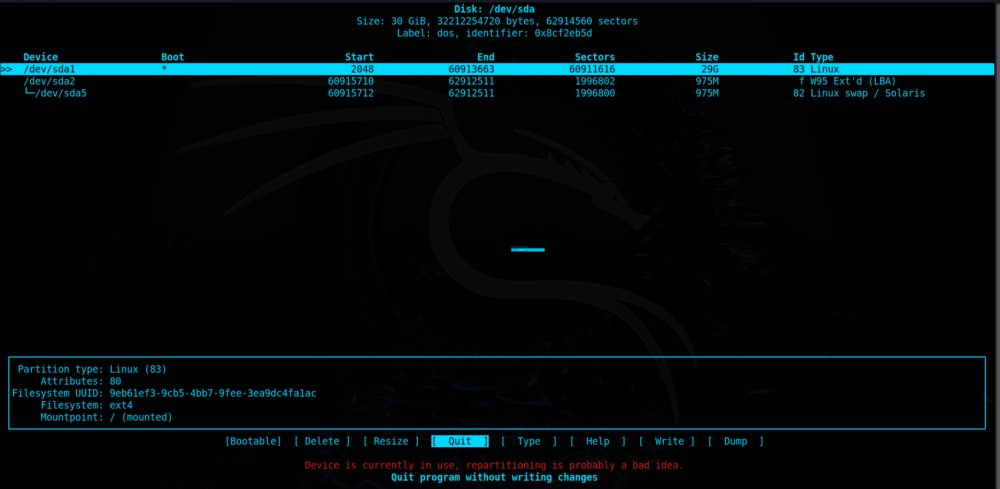 Disk: /dev/sda
Size: 30 GiB, 32212254720 bytes, 62914560 sectors
Label: dos, identifier: 0x8cf2eb5d
Device Boot Start End Sectors Size Id Type
>> /dev/sda1 * 2048 60913663 60911616 29G 83 Linux
/dev/sda2 60915710 62912511 1996802 975M f W95 Ext'd (LBA)
└─/dev/sda5 60915712 62912511 1996800 975M 82 Linux swap / Solaris
Partition type: Linux (83)
Attributes: 80
Filesystem UUID: 9eb61ef3-9cb5-4bb7-9fee-3ea9dc4fa1ac
Filesystem: ext4
Mountpoint: / (mounted)
[Bootable] [ Delete ] [ Resize ] [ Quit ] [ Type ] [ Help ] [ Write ] [ Dump ]
Device is currently in use, repartitioning is probably a bad idea.
Quit program without writing changes